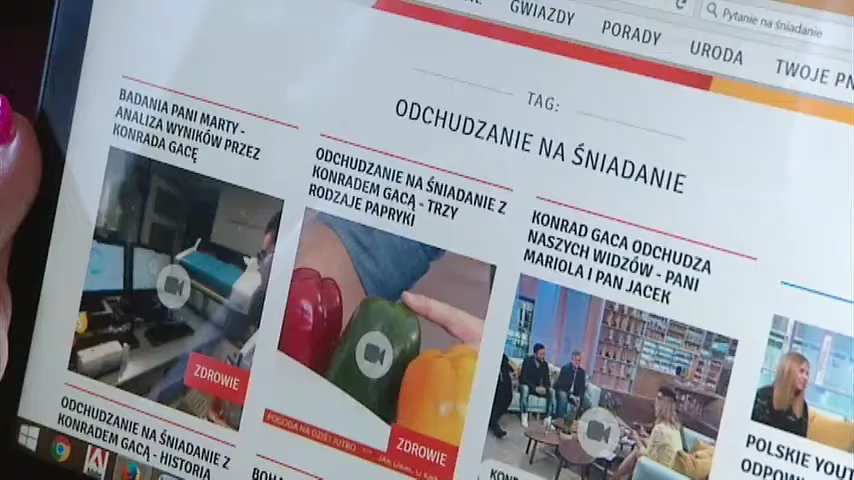 GWIAZDY
PORADY
URODA
TWOJE
Pytanie na śniadanie
TAG:
ODCHUDZANIE NA ŚNIADANIE
BADANIA PANI MARTY -
ANALIZA WYNIKÓW PRZEZ
KONRADA GACĘ
ZDROWIE
ODCHUDZANIE NA ŚNIADANIE Z
KONRADEM GACĄ - TRZY
RODZAJE PAPRYKI
POGODA NA DZIŚ I JUTRO
ZDROWIE
KONRAD GACA ODCHUDZA
NASZYCH WIDZÓW - PANI
MARIOLA I PAN JACEK
ODCHUDZANIE NA ŚNIADANIE Z
KONRADEM GACĄ - HISTORIA
POLSKIE